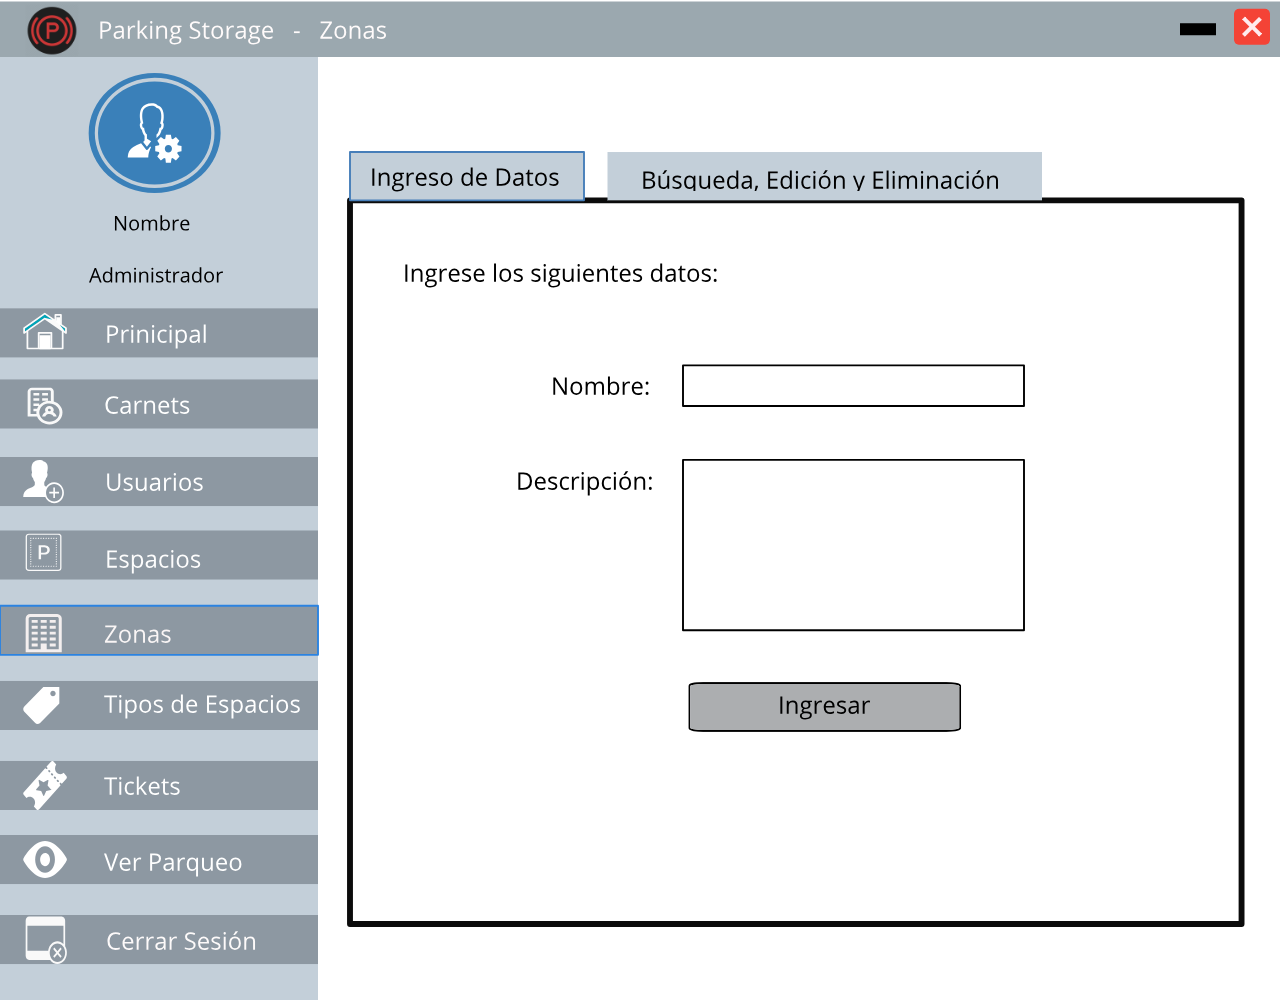 P Parking Storage - Zonas
Nombre
Administrador
Prinicipal
Carnets
Usuarios
P Espacios
Zonas
Tipos de Espacios
Tickets
Ver Parqueo
Cerrar Sesión
Ingreso de Datos
Búsqueda, Edición y Eliminación
Ingrese los siguientes datos:
Nombre:
Descripción:
Ingresar